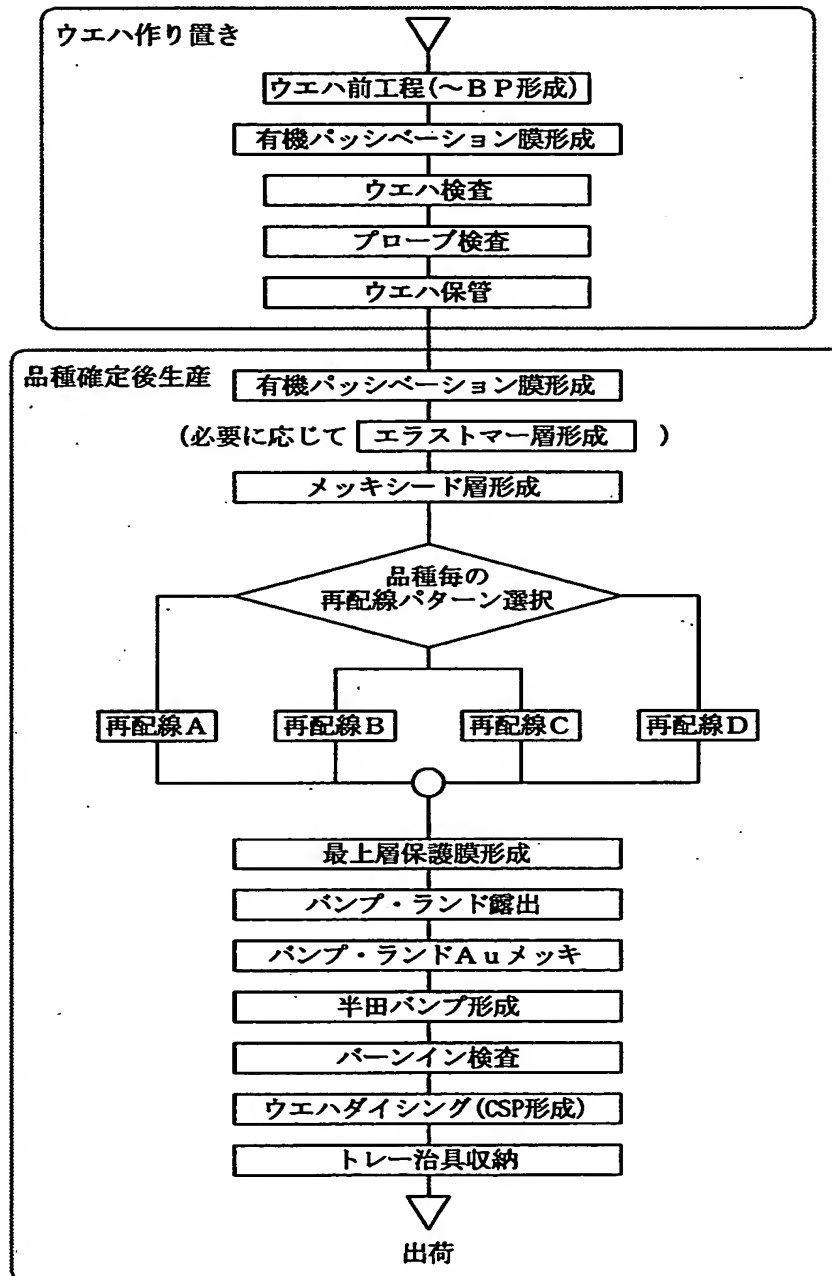 ウエハ作り置き
ウエハ前工程(～BP形成)
有機パッシベーション膜形成
ウエハ検査
プローブ検査
ウエハ保管
品種確定後生産
有機パッシベーション膜形成
(必要に応じて エラストマー層形成 )
メッキシード層形成
品種毎の
再配線パターン選択
再配線A 再配線B 再配線C 再配線D
最上層保護膜形成
バンプ・ランド露出
バンプ・ランドAuメッキ
半田バンプ形成
バーンイン検査
ウエハダイシング(CSP形成)
トレー治具収納
出荷